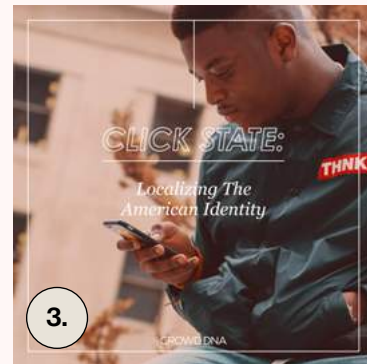 CLICK STATE:
THNK
Localizing The
American Identity
3.
CROWD DNA